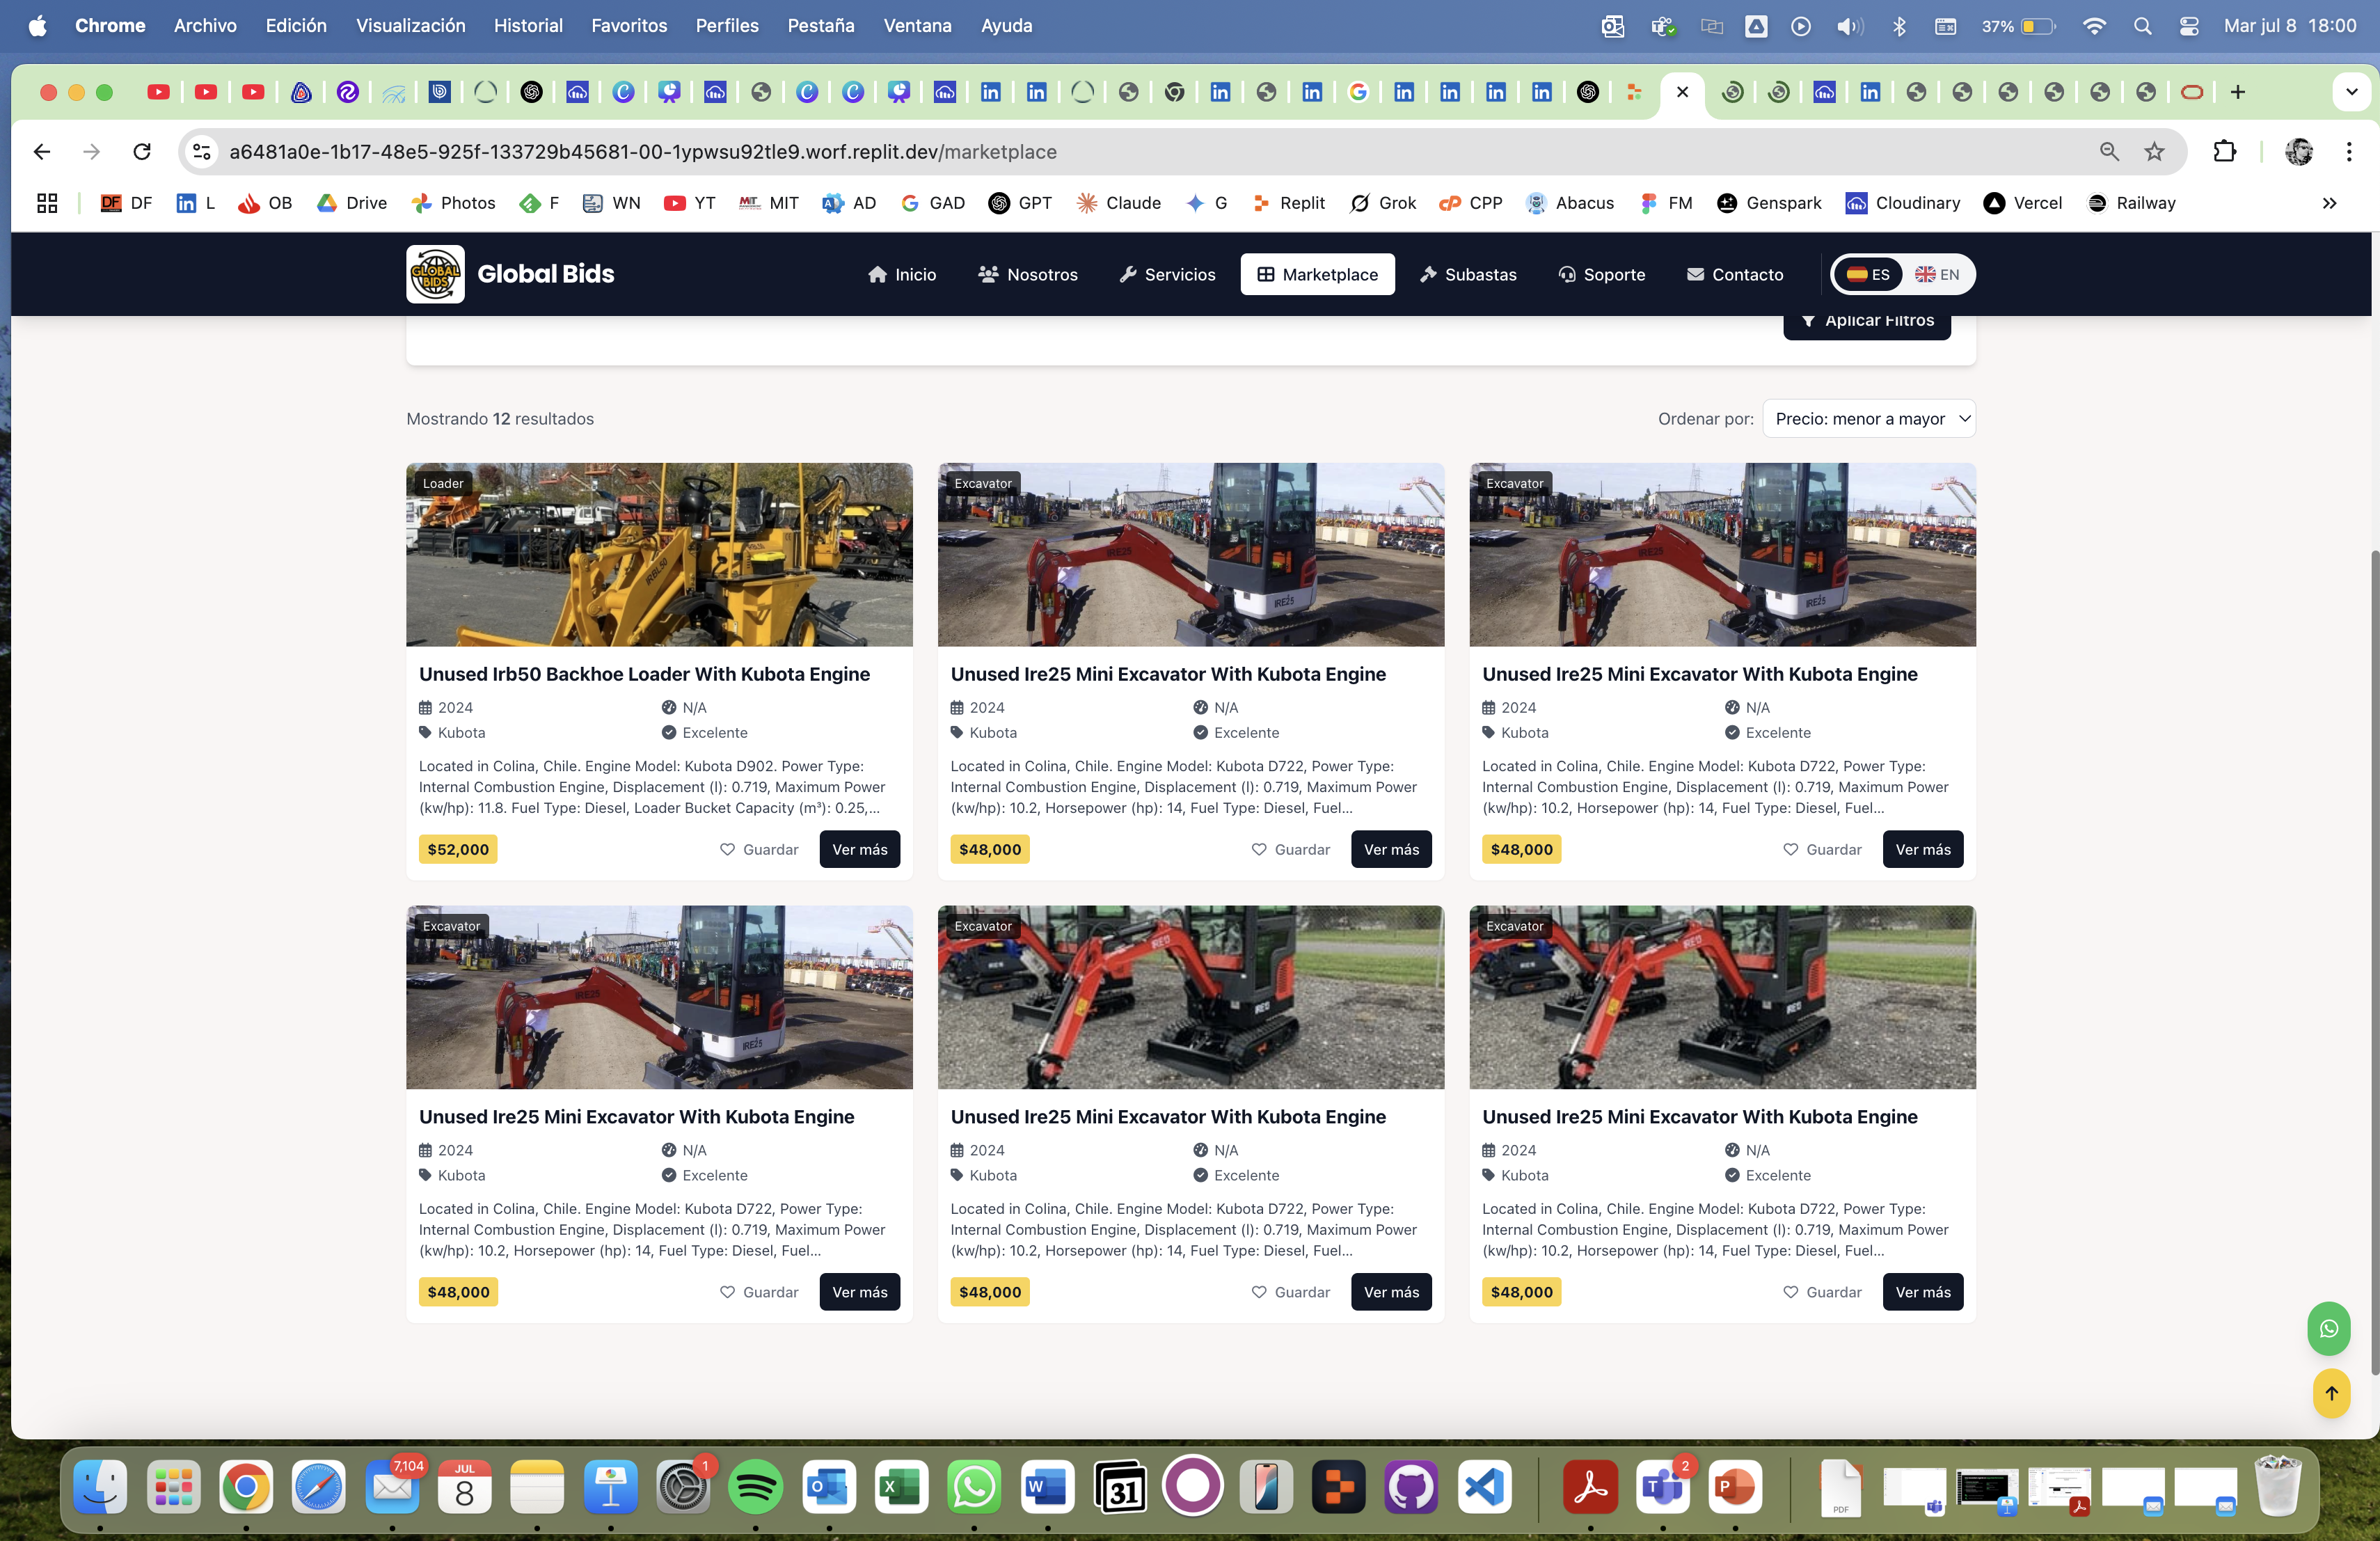 Chrome Archivo Edición Visualización Historial Favoritos Perfiles Pestaña Ventana Ayuda 37% Mar jul 8 18:00
a6481a0e-1b17-48e5-925f-133729b45681-00-1ypwsu92tle9.worf.replit.dev/marketplace
DF L OB Drive Photos F WN YT MIT AD GAD GPT Claude G Replit Grok CPP Abacus FM Genspark Cloudinary Vercel Railway
GLOBAL BIDS Global Bids Inicio Nosotros Servicios Marketplace Subastas Soporte Contacto ES EN
Aplicar Filtros
Mostrando 12 resultados Ordenar por: Precio: menor a mayor
Loader
IRBL50
Unused Irb50 Backhoe Loader With Kubota Engine
2024 N/A
Kubota Excelente
Located in Colina, Chile. Engine Model: Kubota D902. Power Type:
Internal Combustion Engine, Displacement (l): 0.719, Maximum Power
(kw/hp): 11.8. Fuel Type: Diesel, Loader Bucket Capacity (m³): 0.25,...
$52,000 Guardar Ver más
Excavator
IRE25
IRE25
Unused Ire25 Mini Excavator With Kubota Engine
2024 N/A
Kubota Excelente
Located in Colina, Chile. Engine Model: Kubota D722, Power Type:
Internal Combustion Engine, Displacement (l): 0.719, Maximum Power
(kw/hp): 10.2, Horsepower (hp): 14, Fuel Type: Diesel, Fuel...
$48,000 Guardar Ver más
Excavator
IRE25
IRE25
Unused Ire25 Mini Excavator With Kubota Engine
2024 N/A
Kubota Excelente
Located in Colina, Chile. Engine Model: Kubota D722, Power Type:
Internal Combustion Engine, Displacement (l): 0.719, Maximum Power
(kw/hp): 10.2, Horsepower (hp): 14, Fuel Type: Diesel, Fuel...
$48,000 Guardar Ver más
Excavator
IRE25
IRE25
Unused Ire25 Mini Excavator With Kubota Engine
2024 N/A
Kubota Excelente
Located in Colina, Chile. Engine Model: Kubota D722, Power Type:
Internal Combustion Engine, Displacement (l): 0.719, Maximum Power
(kw/hp): 10.2, Horsepower (hp): 14, Fuel Type: Diesel, Fuel...
$48,000 Guardar Ver más
Excavator
Unused Ire25 Mini Excavator With Kubota Engine
2024 N/A
Kubota Excelente
Located in Colina, Chile. Engine Model: Kubota D722, Power Type:
Internal Combustion Engine, Displacement (l): 0.719, Maximum Power
(kw/hp): 10.2, Horsepower (hp): 14, Fuel Type: Diesel, Fuel...
$48,000 Guardar Ver más
Excavator
Unused Ire25 Mini Excavator With Kubota Engine
2024 N/A
Kubota Excelente
Located in Colina, Chile. Engine Model: Kubota D722, Power Type:
Internal Combustion Engine, Displacement (l): 0.719, Maximum Power
(kw/hp): 10.2, Horsepower (hp): 14, Fuel Type: Diesel, Fuel...
$48,000 Guardar Ver más
7,104 JUL 8 1 31 2 PDF